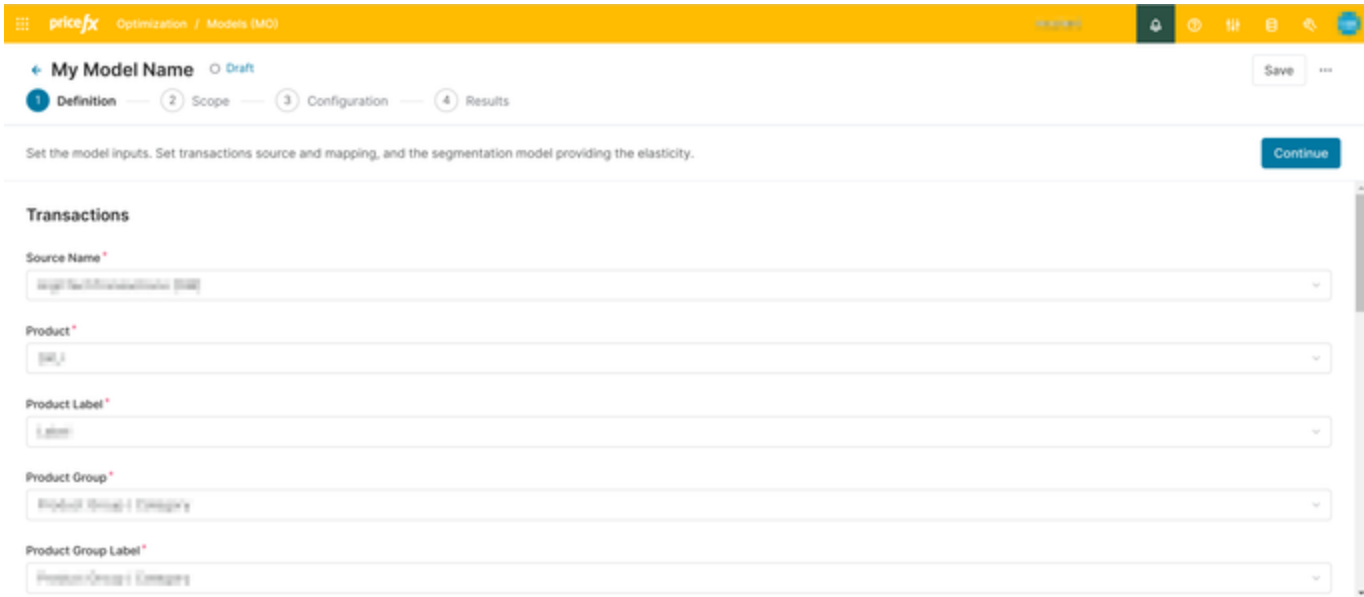 pricefx Optimization / Models (MO)
My Model Name Draft Save
1 Definition 2 Scope 3 Configuration 4 Results
Set the model inputs. Set transactions source and mapping, and the segmentation model providing the elasticity. Continue
Transactions
Source Name*
Product*
Product Label*
Product Group*
Product Group Label*